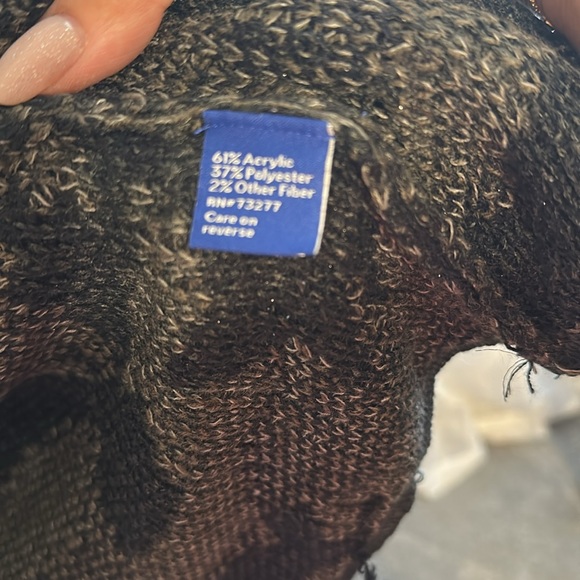 61% Acrylic
37% Polyester
2% Other Fiber
RN#73277
Care on
reverse